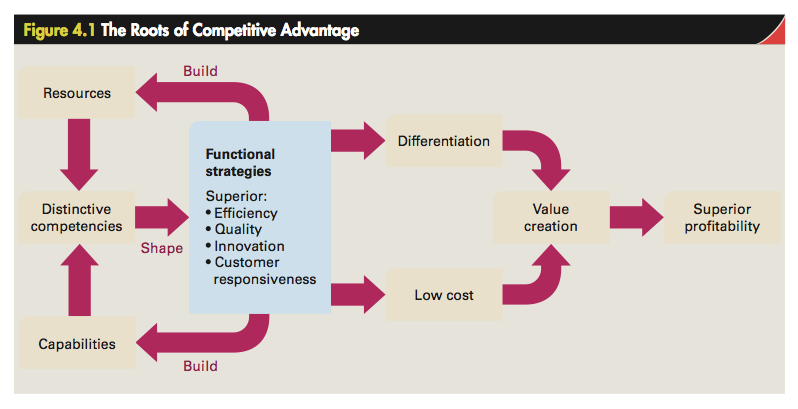 Figure 4.1 The Roots of Competitive Advantage
Build
Resources
Differentiation
Functional
strategies
Superior:
• Efficiency
• Quality
• Innovation
• Customer
responsiveness
Distinctive
competencies
Shape
Value
creation
Superior
profitability
Low cost
Capabilities
Build